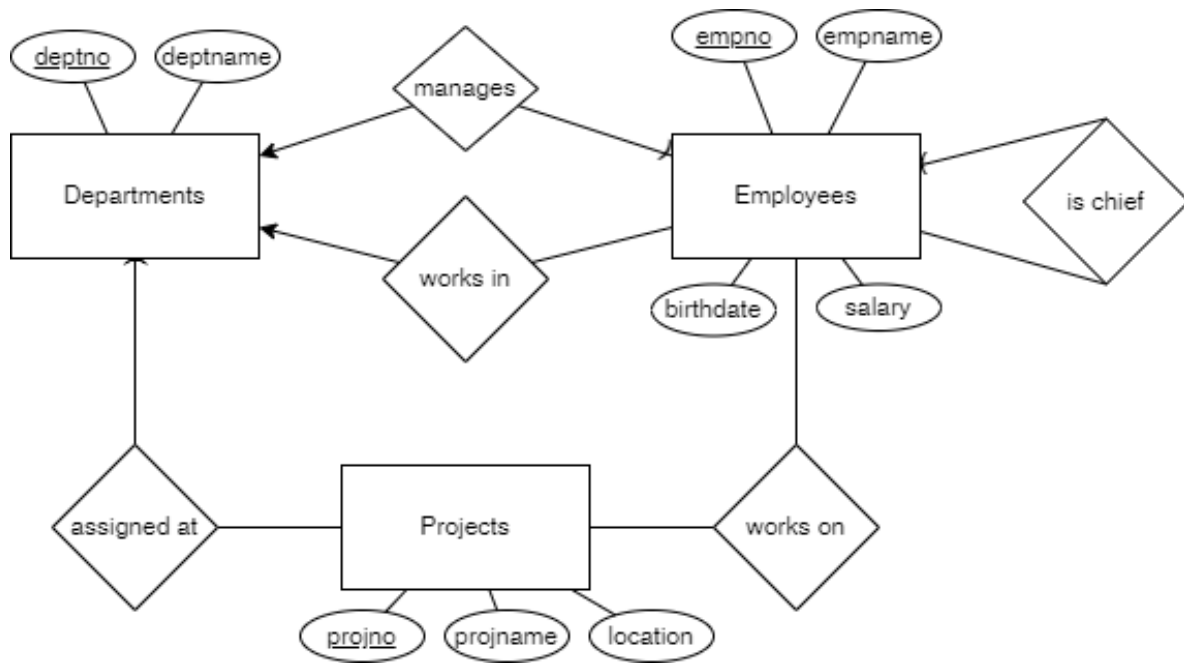 deptno
deptname
manages
empno
empname
Departments
Employees
is chief
works in
birthdate
salary
assigned at
Projects
works on
projno
projname
location